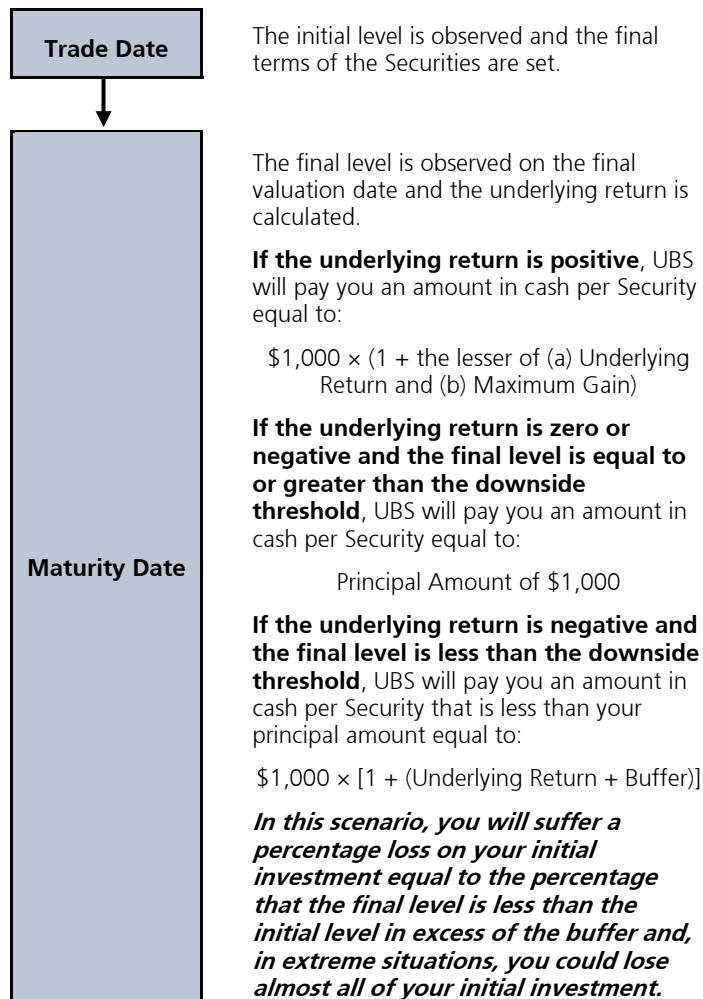 Trade Date
The initial level is observed and the final
terms of the Securities are set.
Maturity Date
The final level is observed on the final
valuation date and the underlying return is
calculated.
If the underlying return is positive, UBS
will pay you an amount in cash per Security
equal to:
$1,000 × (1 + the lesser of (a) Underlying
Return and (b) Maximum Gain)
If the underlying return is zero or
negative and the final level is equal to
or greater than the downside
threshold, UBS will pay you an amount in
cash per Security equal to:
Principal Amount of $1,000
If the underlying return is negative and
the final level is less than the downside
threshold, UBS will pay you an amount in
cash per Security that is less than your
principal amount equal to:
$1,000 × [1 + (Underlying Return + Buffer)]
In this scenario, you will suffer a
percentage loss on your initial
investment equal to the percentage
that the final level is less than the
initial level in excess of the buffer and,
in extreme situations, you could lose
almost all of your initial investment.